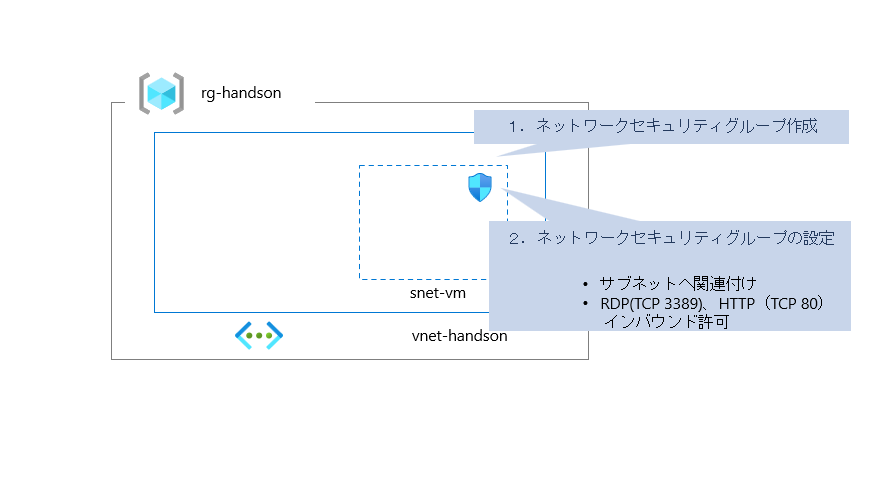 rg-handson
1．ネットワークセキュリティグループ作成
2．ネットワークセキュリティグループの設定
• サブネットへ関連付け
• RDP(TCP 3389)、HTTP（TCP 80）
インバウンド許可
snet-vm
vnet-handson